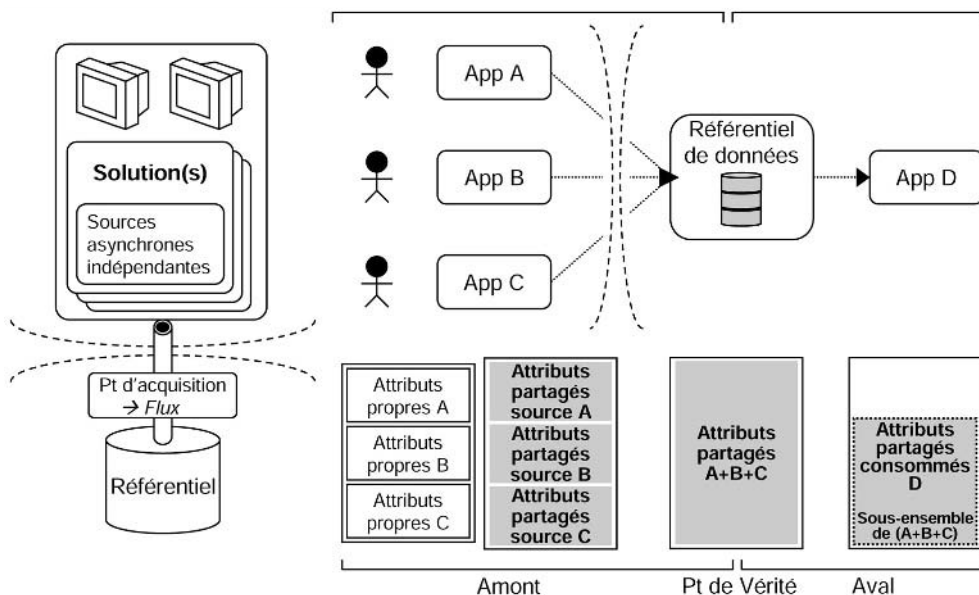 Solution(s)
Sources
asynchrones
indépendantes
Pt d'acquisition
→ Flux
Référentiel
App A
App B
App C
Référentiel
de données
App D
Attributs
propres A
Attributs
propres B
Attributs
propres C
Attributs
partagés
source A
Attributs
partagés
source B
Attributs
partagés
source C
Attributs
partagés
A+B+C
Attributs
partagés
consommés
D
Sous-ensemble
de (A+B+C)
Amont
Pt de Vérité
Aval